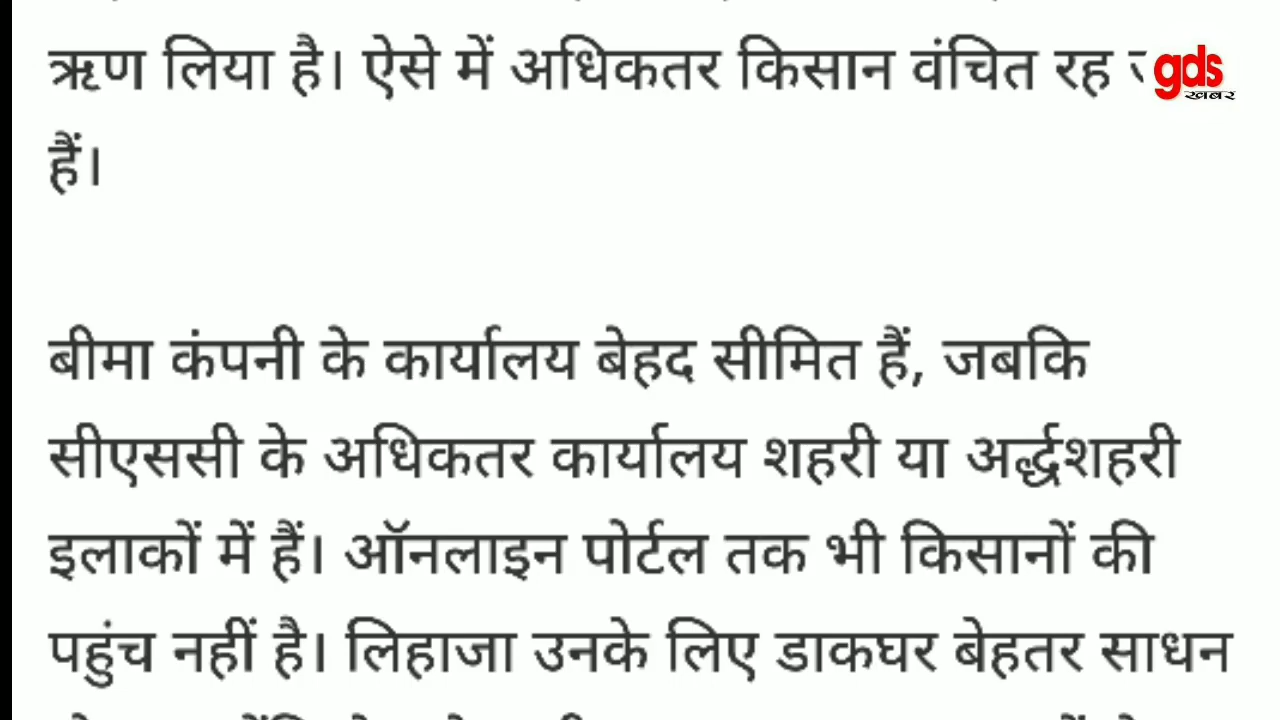 ऋण लिया है। ऐसे में अधिकतर किसान वंचित रह
gds
खबर
हैं।
बीमा कंपनी के कार्यालय बेहद सीमित हैं, जबकि
सीएससी के अधिकतर कार्यालय शहरी या अर्द्धशहरी
इलाकों में हैं। ऑनलाइन पोर्टल तक भी किसानों की
पहुंच नहीं है। लिहाजा उनके लिए डाकघर बेहतर साधन